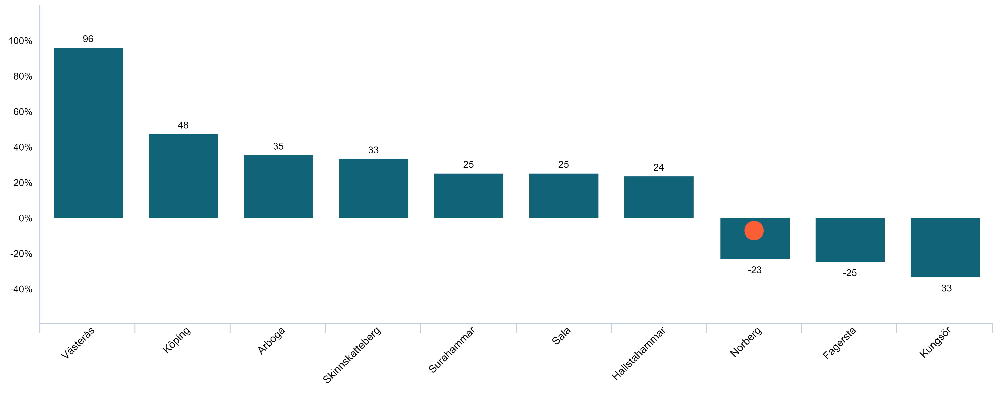 100%
80%
60%
40%
20%
0%
-20%
-40%
96
48
35
33
25
25
24
-23
-25
-33
Västerås
Köping
Arboga
Skinnskatteberg
Surahammar
Sala
Hallstahammar
Norberg
Fagersta
Kungsör